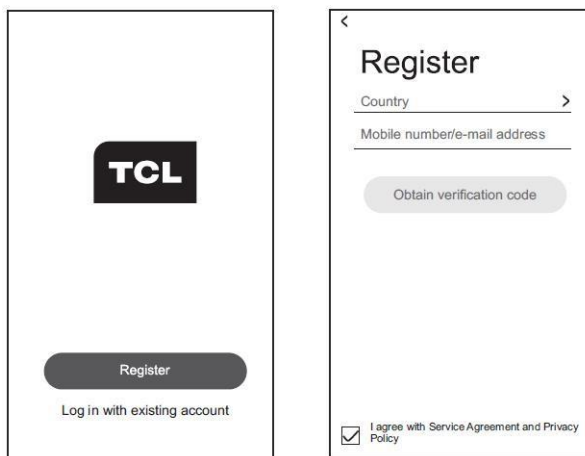 TCL
Register
Log in with existing account
Register
Country
Mobile number/e-mail address
Obtain verification code
I agree with Service Agreement and Privacy
Policy